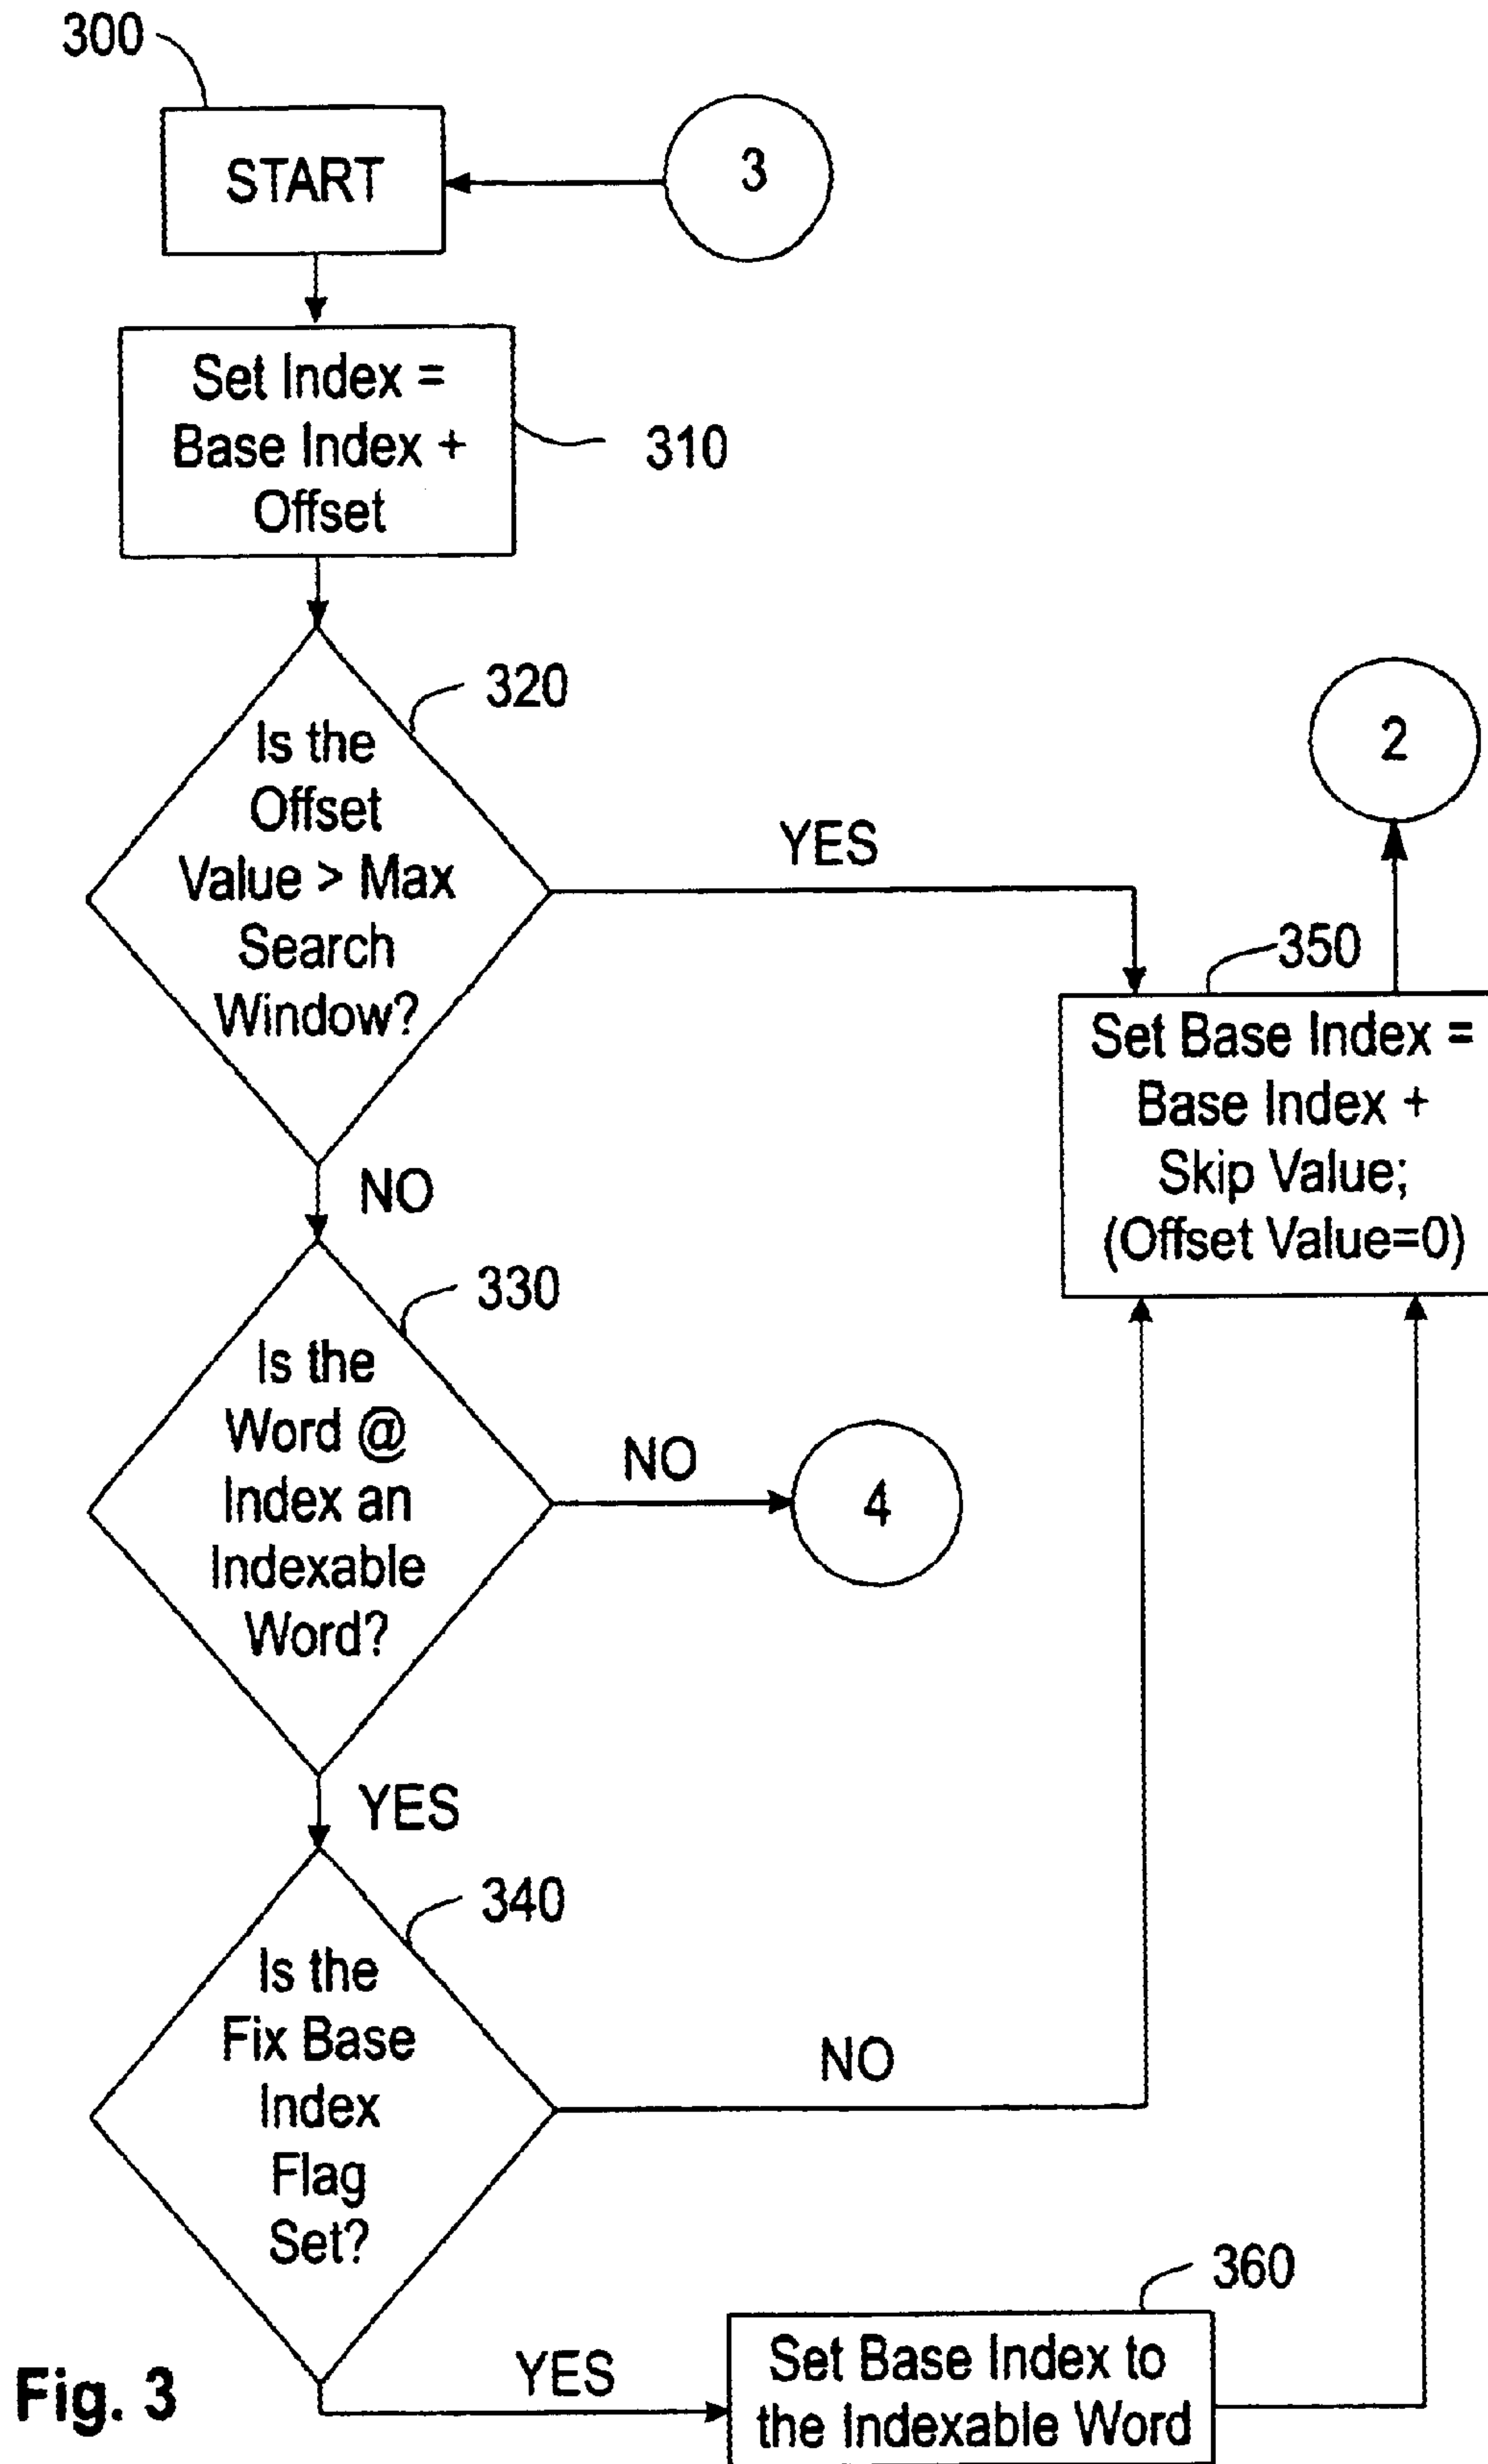 300
START
3
Set Index =
Base Index +
Offset
310
Is the
Offset
Value > Max
Search
Window?
320
YES
2
NO
350
Set Base Index =
Base Index +
Skip Value;
(Offset Value=0)
330
Is the
Word @
Index an
Indexable
Word?
NO
4
YES
340
Is the
Fix Base
Index
Flag
Set?
NO
YES
360
Set Base Index to
the Indexable Word
Fig. 3